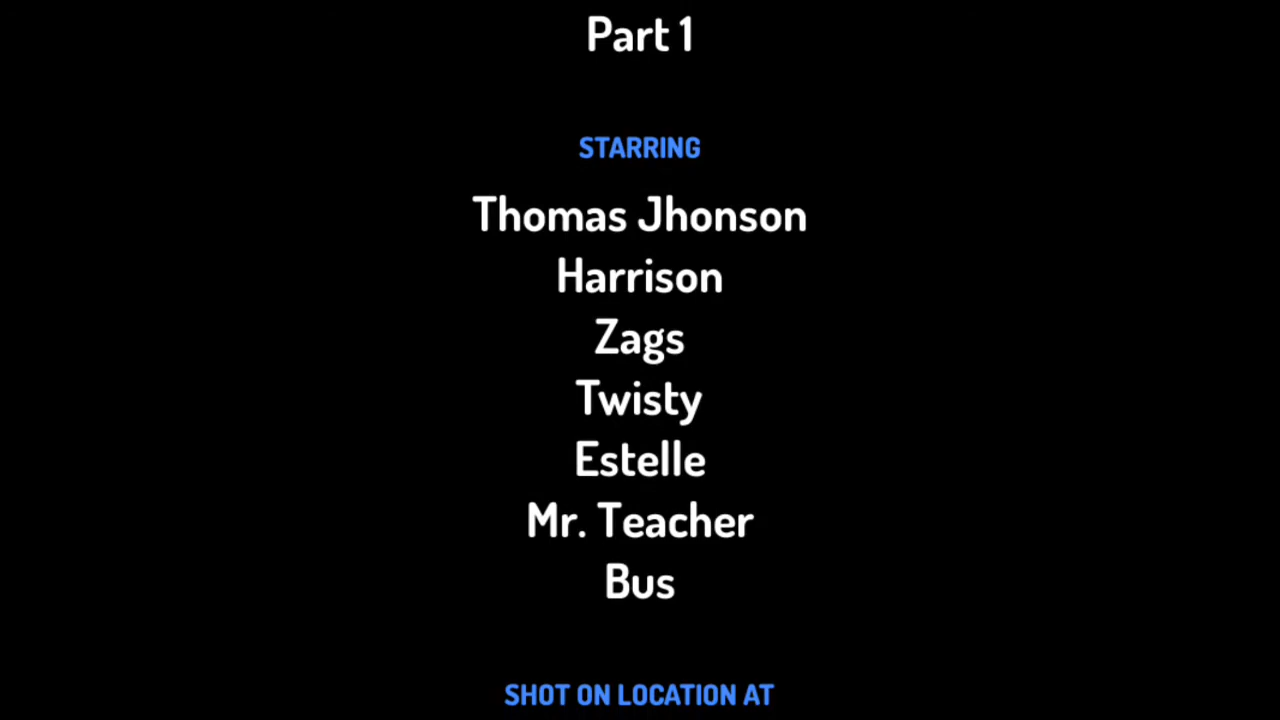 Part 1
STARRING
Thomas Jhonson
Harrison
Zags
Twisty
Estelle
Mr. Teacher
Bus
SHOT ON LOCATION AT